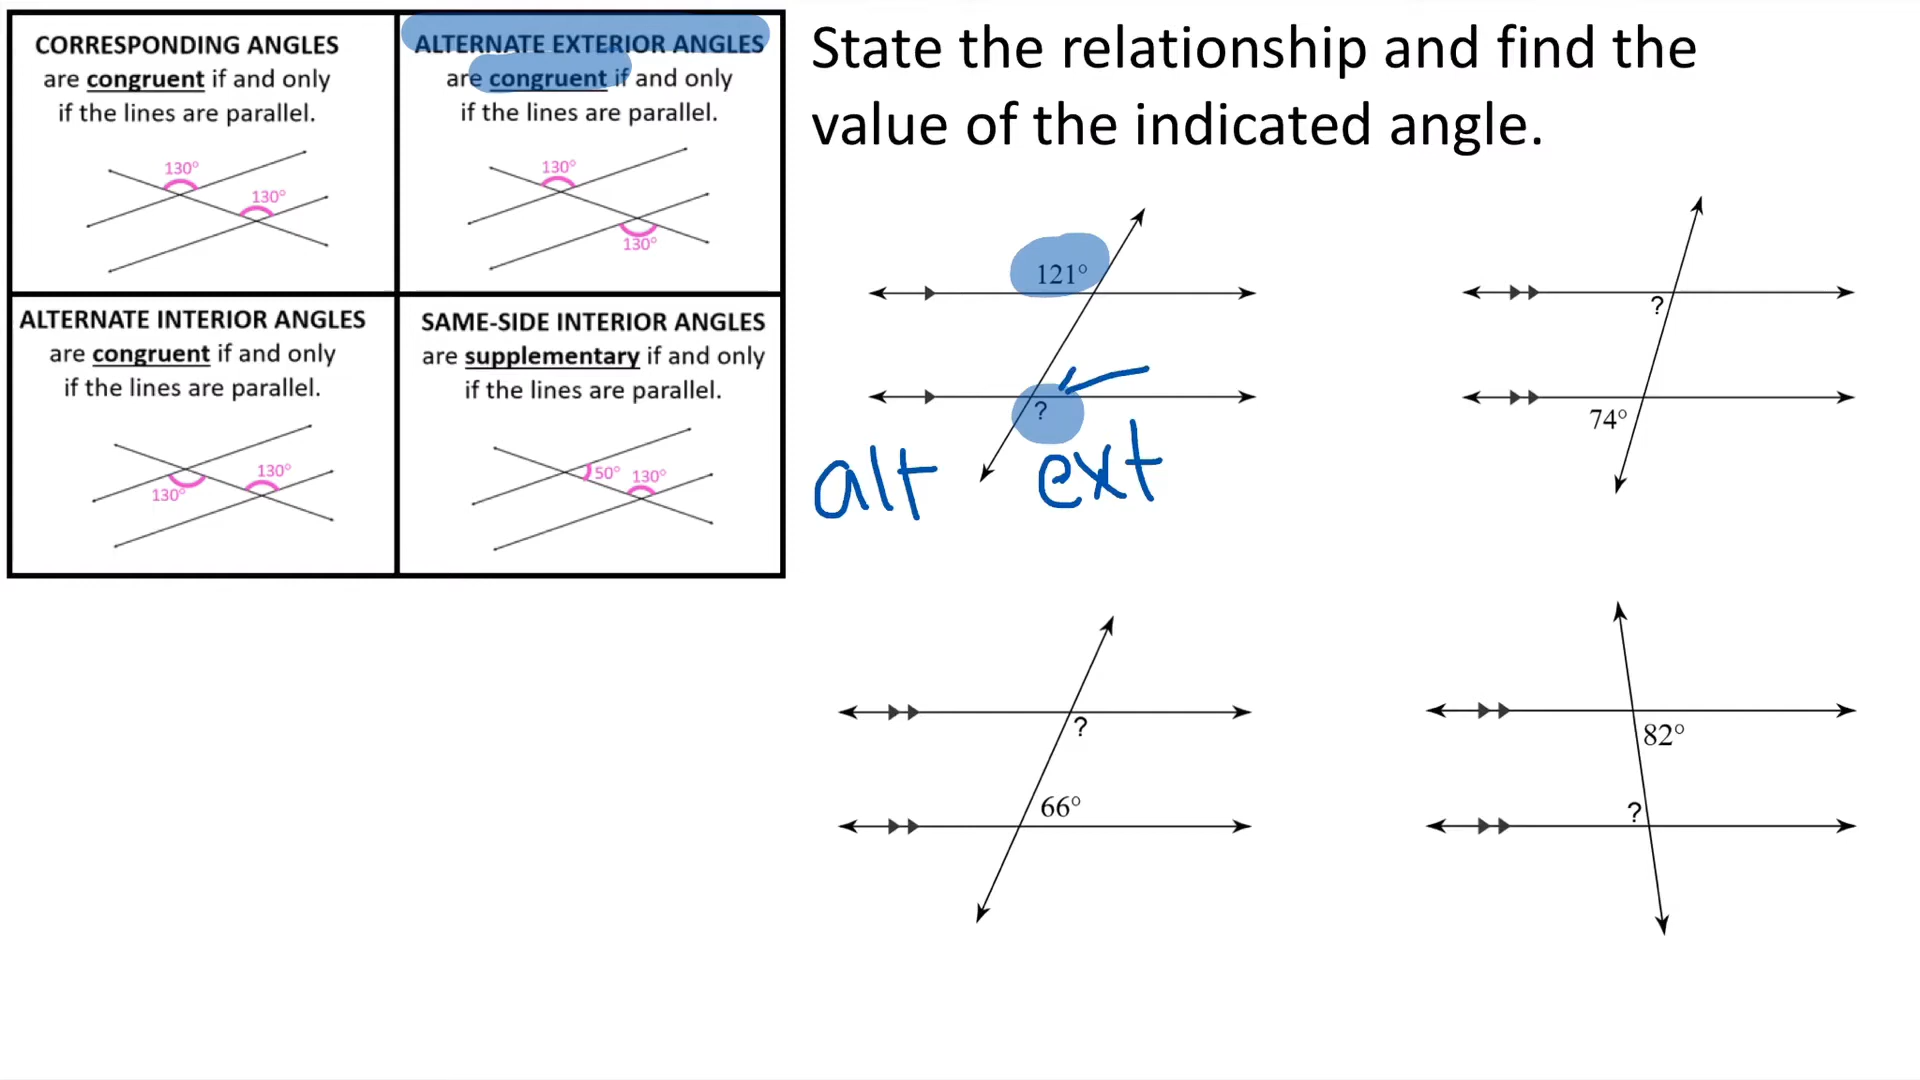 CORRESPONDING ANGLES
are congruent if and only
if the lines are parallel.
130°
130°
ALTERNATE EXTERIOR ANGLES
are congruent if and only
if the lines are parallel.
130°
130°
ALTERNATE INTERIOR ANGLES
are congruent if and only
if the lines are parallel.
130°
130°
SAME-SIDE INTERIOR ANGLES
are supplementary if and only
if the lines are parallel.
50° 130°
State the relationship and find the
value of the indicated angle.
121°
?
alt ext
?
74°
?
66°
82°
?